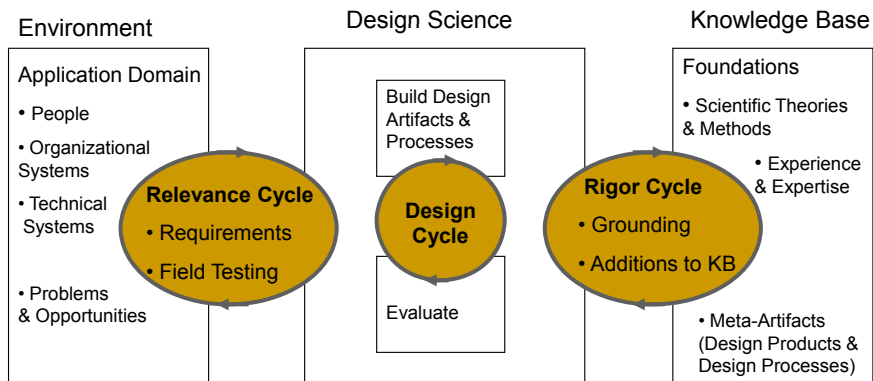 Environment
Design Science
Knowledge Base
Application Domain
• People
• Organizational
Systems
• Technical
Systems
• Problems
& Opportunities
Relevance Cycle
• Requirements
• Field Testing
Build Design
Artifacts &
Processes
Design
Cycle
Evaluate
Rigor Cycle
• Grounding
• Additions to KB
Foundations
• Scientific Theories
& Methods
• Experience
& Expertise
• Meta-Artifacts
(Design Products &
Design Processes)